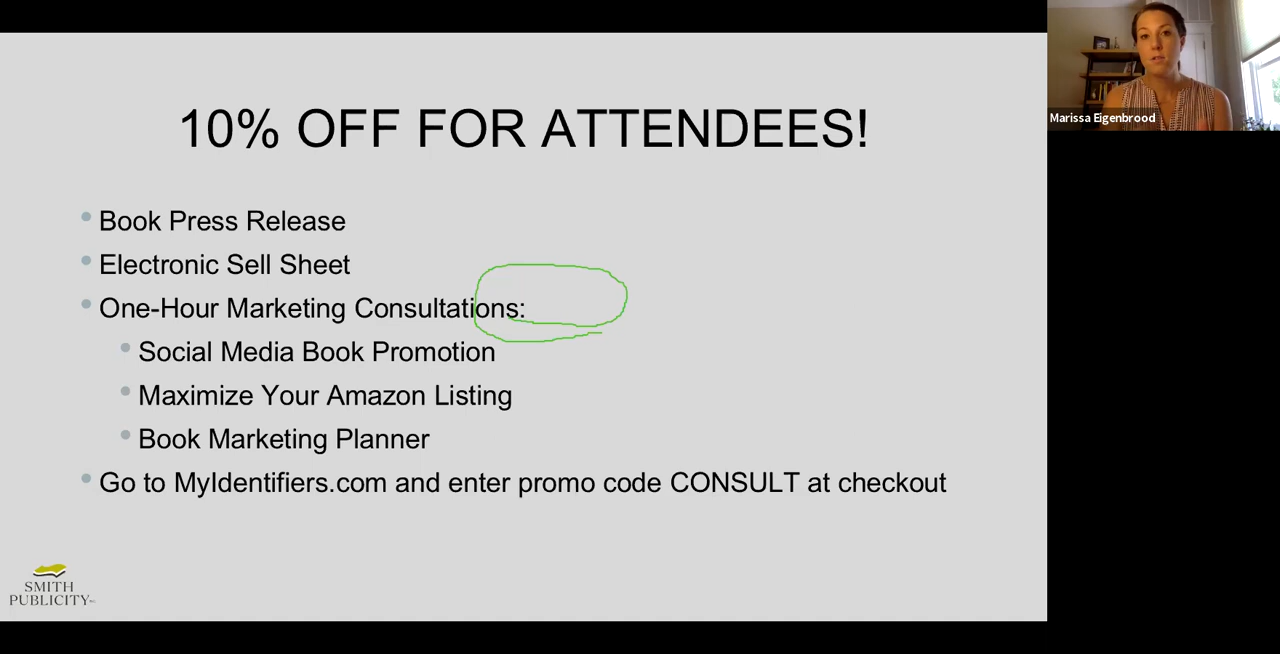 10% OFF FOR ATTENDEES!
Book Press Release
Electronic Sell Sheet
One-Hour Marketing Consultations:
Social Media Book Promotion
Maximize Your Amazon Listing
Book Marketing Planner
Go to MyIdentifiers.com and enter promo code CONSULT at checkout
SMITH
PUBLICITY
Marissa Eigenbrood